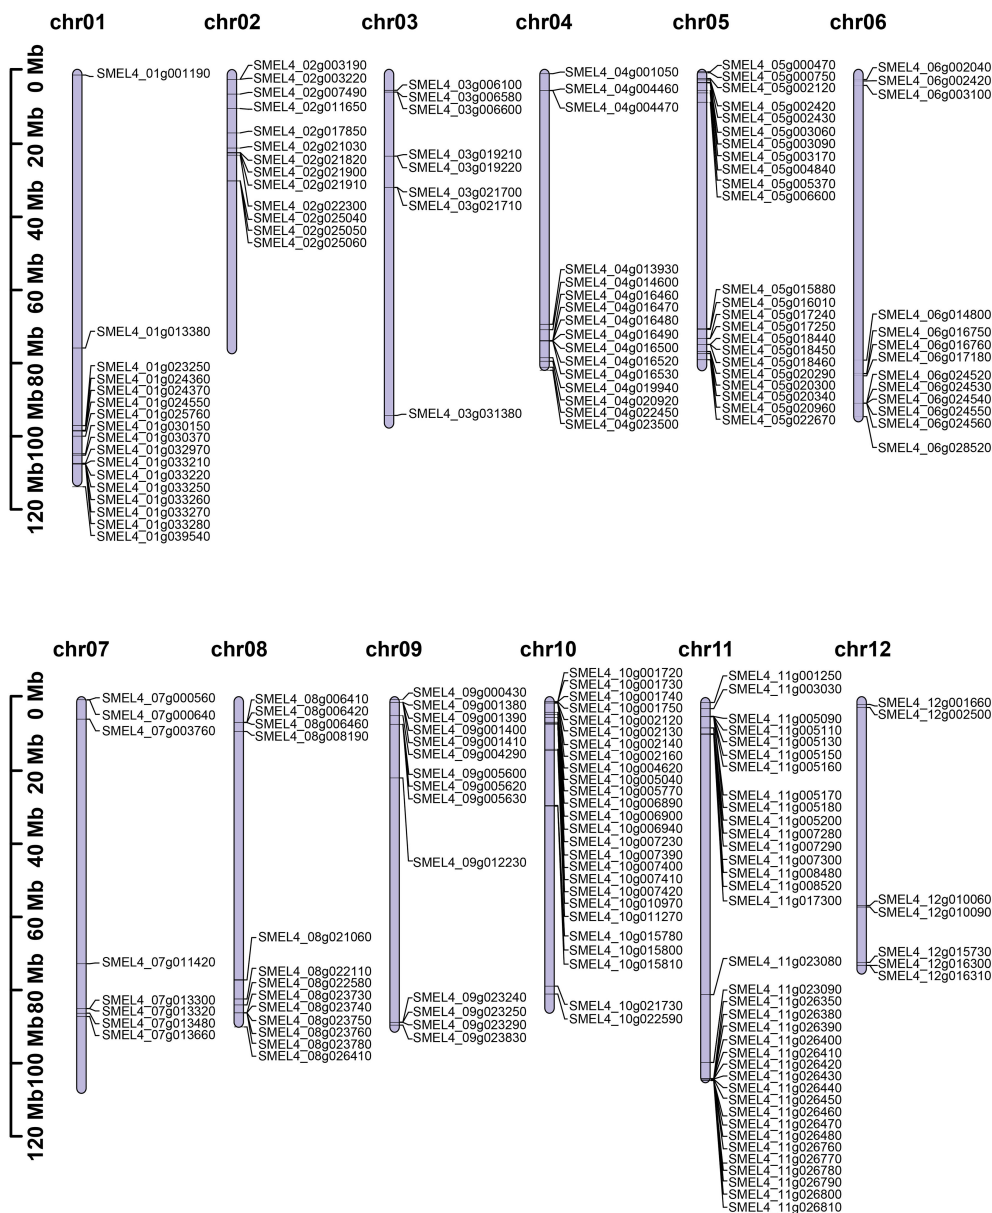 chr01 chr02 chr03 chr04 chr05 chr06
0 Mb
20 Mb
40 Mb
60 Mb
80 Mb
100 Mb
120 Mb
SMEL4_01g001190
SMEL4_01g013380
SMEL4_01g023250
SMEL4_01g024360
SMEL4_01g024370
SMEL4_01g024550
SMEL4_01g025760
SMEL4_01g030150
SMEL4_01g030370
SMEL4_01g032970
SMEL4_01g033210
SMEL4_01g033220
SMEL4_01g033250
SMEL4_01g033260
SMEL4_01g033270
SMEL4_01g033280
SMEL4_01g039540
SMEL4_02g003190
SMEL4_02g003220
SMEL4_02g007490
SMEL4_02g011650
SMEL4_02g017850
SMEL4_02g021030
SMEL4_02g021820
SMEL4_02g021900
SMEL4_02g021910
SMEL4_02g022300
SMEL4_02g025040
SMEL4_02g025050
SMEL4_02g025060
SMEL4_03g006100
SMEL4_03g006580
SMEL4_03g006600
SMEL4_03g019210
SMEL4_03g019220
SMEL4_03g021700
SMEL4_03g021710
SMEL4_03g031380
SMEL4_04g001050
SMEL4_04g004460
SMEL4_04g004470
SMEL4_04g013930
SMEL4_04g014600
SMEL4_04g016460
SMEL4_04g016470
SMEL4_04g016480
SMEL4_04g016490
SMEL4_04g016500
SMEL4_04g016520
SMEL4_04g016530
SMEL4_04g019940
SMEL4_04g020920
SMEL4_04g022450
SMEL4_04g023500
SMEL4_05g000470
SMEL4_05g000750
SMEL4_05g002120
SMEL4_05g002420
SMEL4_05g002430
SMEL4_05g003060
SMEL4_05g003090
SMEL4_05g003170
SMEL4_05g004840
SMEL4_05g005370
SMEL4_05g006600
SMEL4_05g015880
SMEL4_05g016010
SMEL4_05g017240
SMEL4_05g017250
SMEL4_05g018440
SMEL4_05g018450
SMEL4_05g018460
SMEL4_05g020290
SMEL4_05g020300
SMEL4_05g020340
SMEL4_05g020960
SMEL4_05g022670
SMEL4_06g002040
SMEL4_06g002420
SMEL4_06g003100
SMEL4_06g014800
SMEL4_06g016750
SMEL4_06g016760
SMEL4_06g017180
SMEL4_06g024520
SMEL4_06g024530
SMEL4_06g024540
SMEL4_06g024550
SMEL4_06g024560
SMEL4_06g028520
chr07 chr08 chr09 chr10 chr11 chr12
0 Mb
20 Mb
40 Mb
60 Mb
80 Mb
100 Mb
120 Mb
SMEL4_07g000560
SMEL4_07g000640
SMEL4_07g003760
SMEL4_07g011420
SMEL4_07g013300
SMEL4_07g013320
SMEL4_07g013480
SMEL4_07g013660
SMEL4_08g006410
SMEL4_08g006420
SMEL4_08g006460
SMEL4_08g008190
SMEL4_08g021060
SMEL4_08g022110
SMEL4_08g022580
SMEL4_08g023730
SMEL4_08g023740
SMEL4_08g023750
SMEL4_08g023760
SMEL4_08g023780
SMEL4_08g026410
SMEL4_09g000430
SMEL4_09g001380
SMEL4_09g001390
SMEL4_09g001400
SMEL4_09g001410
SMEL4_09g004290
SMEL4_09g005600
SMEL4_09g005620
SMEL4_09g005630
SMEL4_09g012230
SMEL4_09g023240
SMEL4_09g023250
SMEL4_09g023290
SMEL4_09g023830
SMEL4_10g001720
SMEL4_10g001730
SMEL4_10g001740
SMEL4_10g001750
SMEL4_10g002120
SMEL4_10g002130
SMEL4_10g002140
SMEL4_10g002160
SMEL4_10g004620
SMEL4_10g005040
SMEL4_10g005770
SMEL4_10g006890
SMEL4_10g006900
SMEL4_10g006940
SMEL4_10g007230
SMEL4_10g007390
SMEL4_10g007400
SMEL4_10g007410
SMEL4_10g007420
SMEL4_10g010970
SMEL4_10g011270
SMEL4_10g015780
SMEL4_10g015800
SMEL4_10g015810
SMEL4_10g021730
SMEL4_10g022590
SMEL4_11g001250
SMEL4_11g003030
SMEL4_11g005090
SMEL4_11g005110
SMEL4_11g005130
SMEL4_11g005150
SMEL4_11g005160
SMEL4_11g005170
SMEL4_11g005180
SMEL4_11g005200
SMEL4_11g007280
SMEL4_11g007290
SMEL4_11g007300
SMEL4_11g008480
SMEL4_11g008520
SMEL4_11g017300
SMEL4_11g023080
SMEL4_11g023090
SMEL4_11g026350
SMEL4_11g026380
SMEL4_11g026390
SMEL4_11g026400
SMEL4_11g026410
SMEL4_11g026420
SMEL4_11g026430
SMEL4_11g026440
SMEL4_11g026450
SMEL4_11g026460
SMEL4_11g026470
SMEL4_11g026480
SMEL4_11g026760
SMEL4_11g026770
SMEL4_11g026780
SMEL4_11g026790
SMEL4_11g026800
SMEL4_11g026810
SMEL4_12g001660
SMEL4_12g002500
SMEL4_12g010060
SMEL4_12g010090
SMEL4_12g015730
SMEL4_12g016300
SMEL4_12g016310